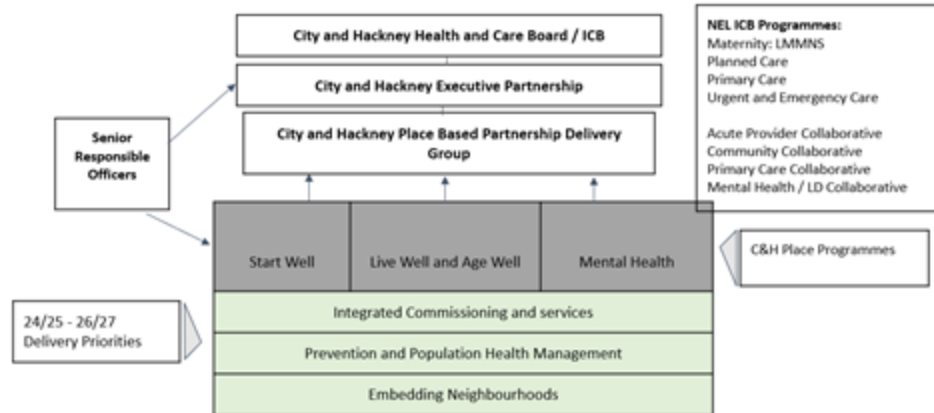 City and Hackney Health and Care Board / ICB
City and Hackney Executive Partnership
City and Hackney Place Based Partnership Delivery
Group
Senior
Responsible
Officers
NEL ICB Programmes:
Maternity: LMMNS
Planned Care
Primary Care
Urgent and Emergency Care
Acute Provider Collaborative
Community Collaborative
Primary Care Collaborative
Mental Health / LD Collaborative
Start Well
Live Well and Age Well
Mental Health
C&H Place Programmes
24/25 - 26/27
Delivery Priorities
Integrated Commissioning and services
Prevention and Population Health Management
Embedding Neighbourhoods